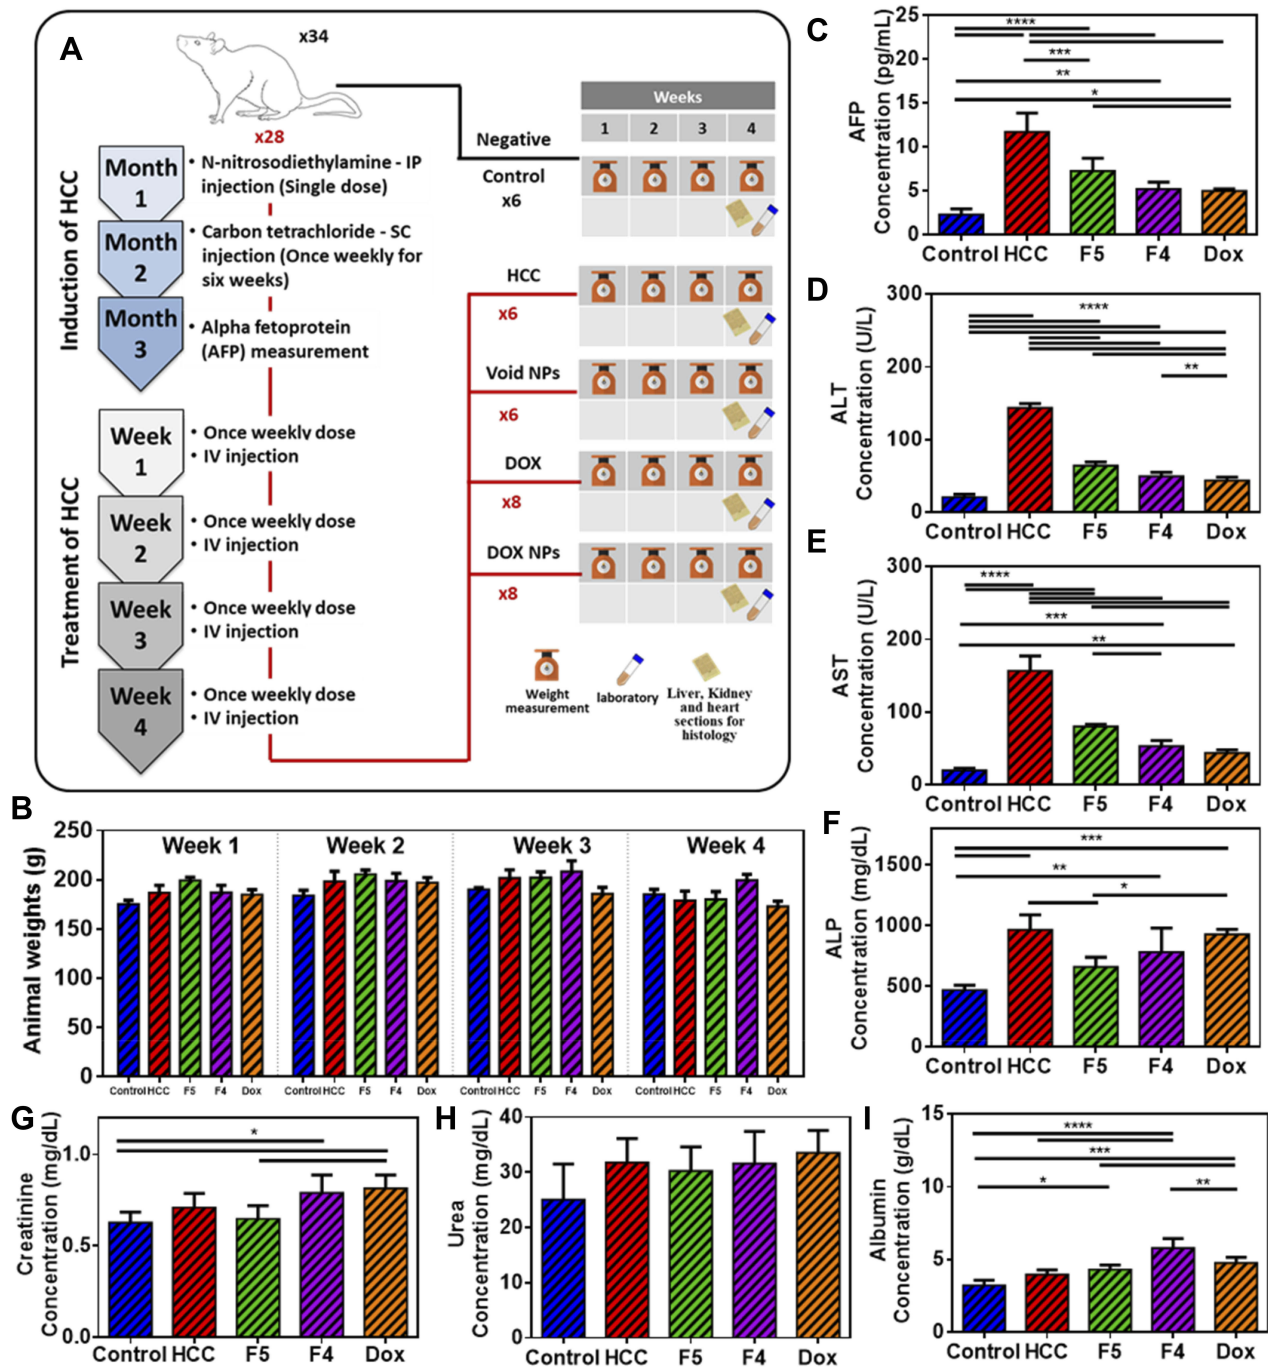 A
x34
x28
Induction of HCC
Month
1
• N-nitrosodiethylamine - IP
injection (Single dose)
Month
2
• Carbon tetrachloride - SC
injection (Once weekly for
six weeks)
Month
3
• Alpha fetoprotein
(AFP) measurement
Treatment of HCC
Week
1
• Once weekly dose
• IV injection
Week
2
• Once weekly dose
• IV injection
Week
3
• Once weekly dose
• IV injection
Week
4
• Once weekly dose
• IV injection
Weeks
1 2 3 4
Negative
Control
x6
HCC
x6
Void NPs
x6
DOX
x8
DOX NPs
x8
Weight
measurement
laboratory
Liver, Kidney
and heart
sections for
histology
B
Animal weights (g)
250
200
150
100
50
0
Week 1 Week 2 Week 3 Week 4
Control HCC F5 F4 Dox Control HCC F5 F4 Dox Control HCC F5 F4 Dox Control HCC F5 F4 Dox
C
AFP
Concentration (pg/mL)
25
20
15
10
5
0
****
***
**
*
Control HCC F5 F4 Dox
D
ALT
Concentration (U/L)
300
200
100
0
****
**
Control HCC F5 F4 Dox
E
AST
Concentration (U/L)
300
200
100
0
****
***
**
Control HCC F5 F4 Dox
F
ALP
Concentration (mg/dL)
1500
1000
500
0
***
**
*
Control HCC F5 F4 Dox
G
Creatinine
Concentration (mg/dL)
1.0
0.5
0.0
*
Control HCC F5 F4 Dox
H
Urea
Concentration (mg/dL)
40
30
20
10
0
Control HCC F5 F4 Dox
I
Albumin
Concentration (g/dL)
15
10
5
0
****
***
*
**
Control HCC F5 F4 Dox